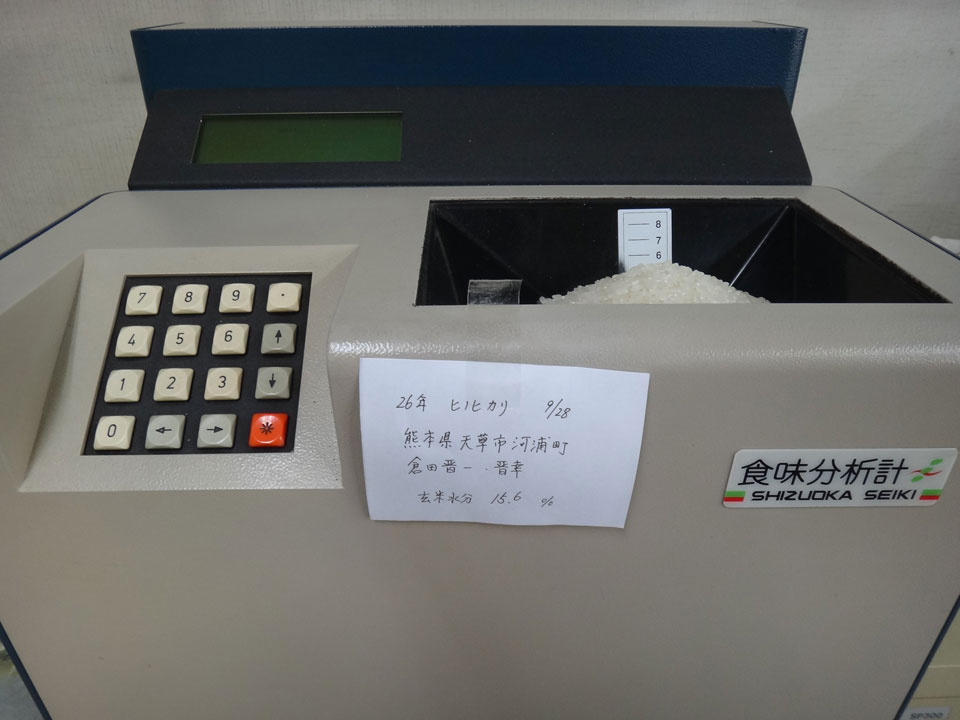 8
7
6
7 8 9 ・
4 5 6 ↑
1 2 3 ↓
0 ← → *
26年 ヒノヒカリ 9/28
熊本県天草市河浦町
倉田晋一・晋幸
玄米水分 15.6 %
食味分析計
SHIZUOKA SEIKI
SP300